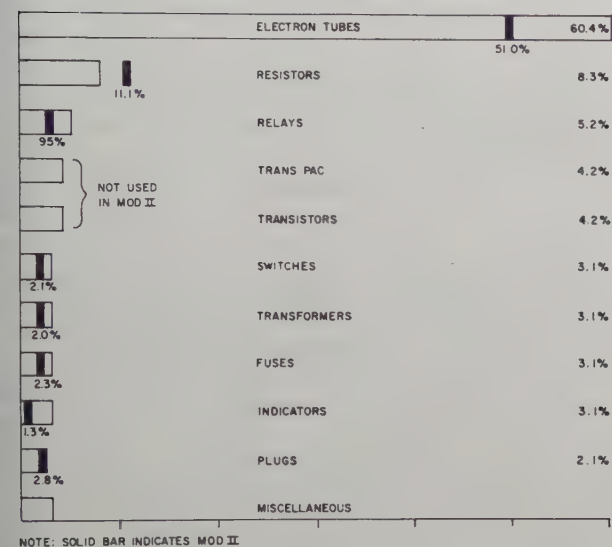 ELECTRON TUBES 60.4%
51.0%
RESISTORS 8.3%
11.1%
RELAYS 5.2%
95%
TRANS PAC 4.2%
NOT USED
IN MOD II
TRANSISTORS 4.2%
SWITCHES 3.1%
2.1%
TRANSFORMERS 3.1%
2.0%
FUSES 3.1%
2.3%
INDICATORS 3.1%
1.3%
PLUGS 2.1%
2.8%
MISCELLANEOUS
NOTE: SOLID BAR INDICATES MOD II